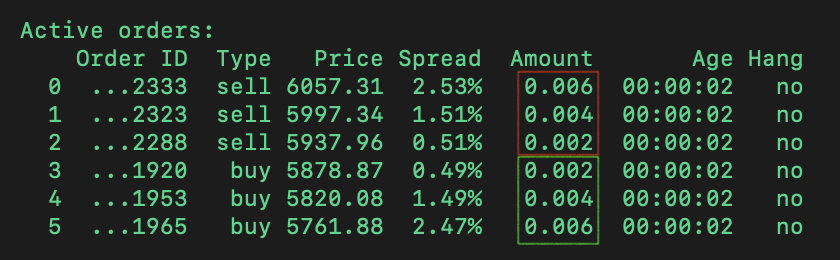 Active orders:
Order ID Type Price Spread Amount Age Hang
0 ...2333 sell 6057.31 2.53% 0.006 00:00:02 no
1 ...2323 sell 5997.34 1.51% 0.004 00:00:02 no
2 ...2288 sell 5937.96 0.51% 0.002 00:00:02 no
3 ...1920 buy 5878.87 0.49% 0.002 00:00:02 no
4 ...1953 buy 5820.08 1.49% 0.004 00:00:02 no
5 ...1965 buy 5761.88 2.47% 0.006 00:00:02 no